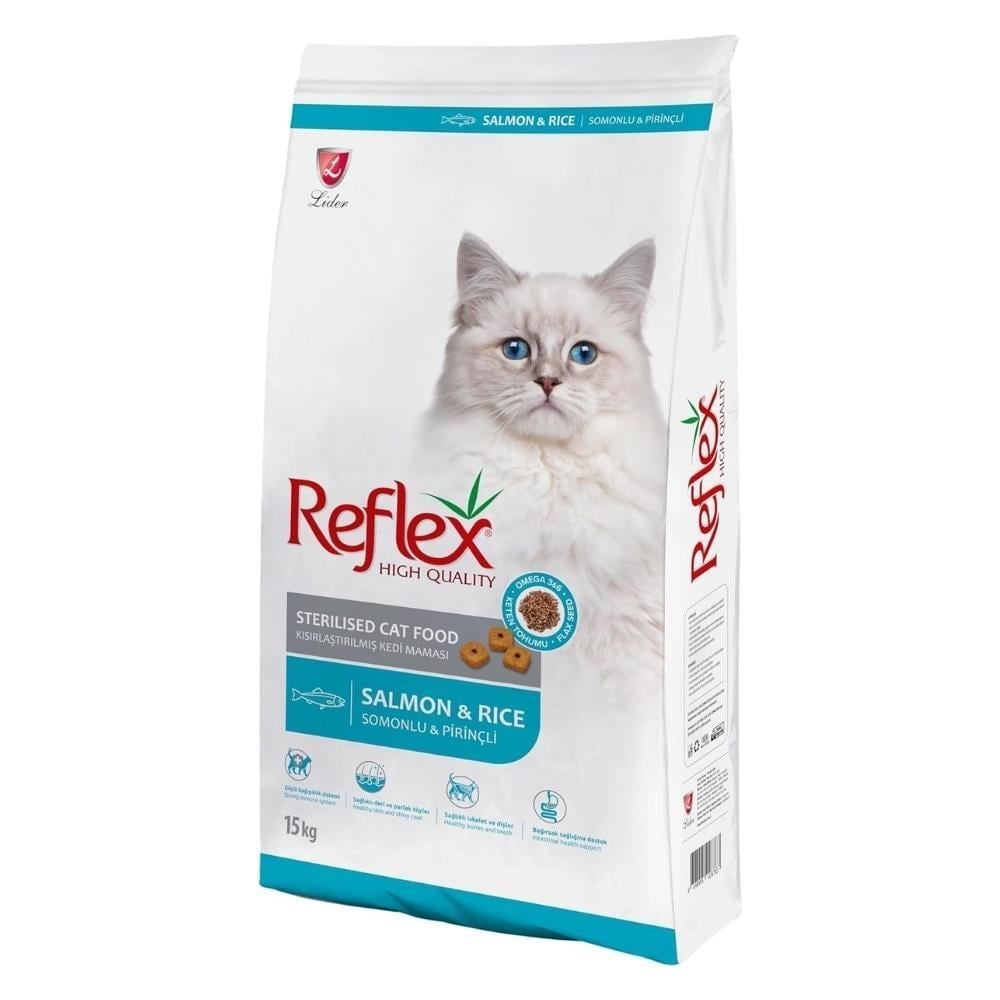 SALMON & RICE | SOMONLU & PİRİNÇLİ
Lider
Reflex®
HIGH QUALITY
OMEGA 3&6
FLAX SEED
KETEN TOHUMU
STERILISED CAT FOOD
KISIRLAŞTIRILMIŞ KEDİ MAMASI
SALMON & RICE
SOMONLU & PİRİNÇLİ
Güçlü bağışıklık sistemi
Strong immune system
Sağlıklı deri ve parlak tüyler
Healthy skin and shiny coat
Sağlıklı iskelet ve dişler
Healthy bones and teeth
Bağırsak sağlığına destek
Intestinal health support
15kg
Reflex
HIGH QUALITY
Lider